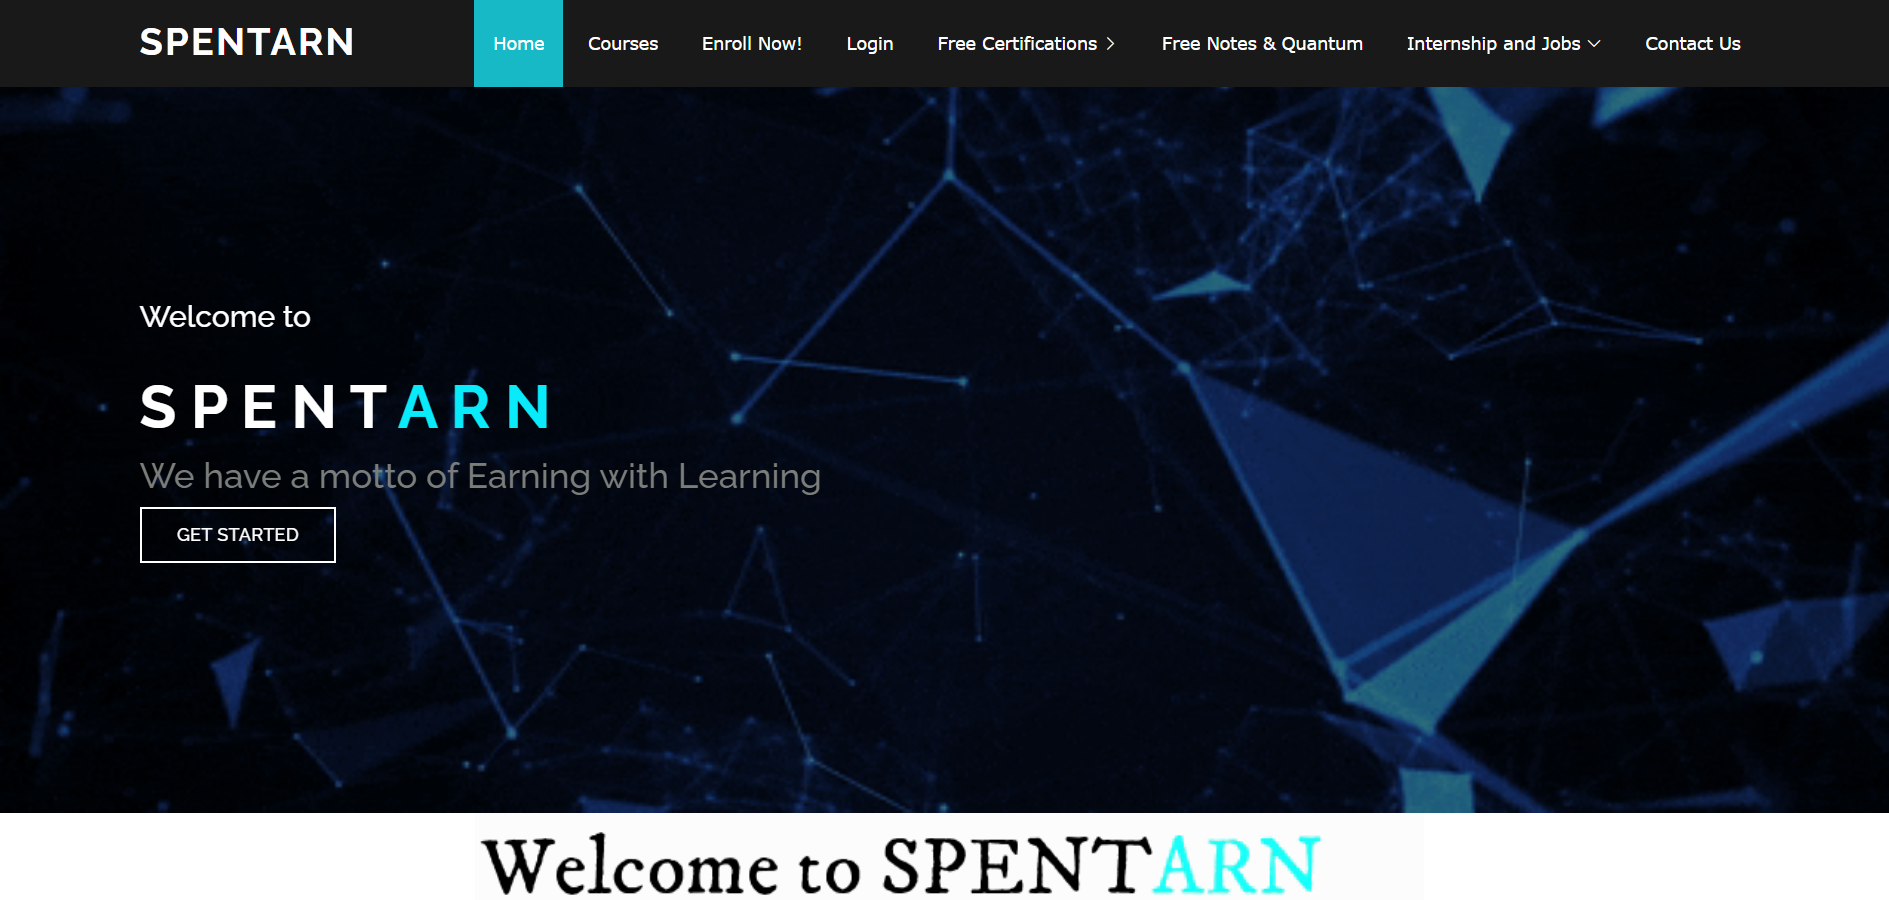 SPENTARN
Home Courses Enroll Now! Login Free Certifications Free Notes & Quantum Internship and Jobs Contact Us
Welcome to
SPENTARN
We have a motto of Earning with Learning
GET STARTED
Welcome to SPENTARN